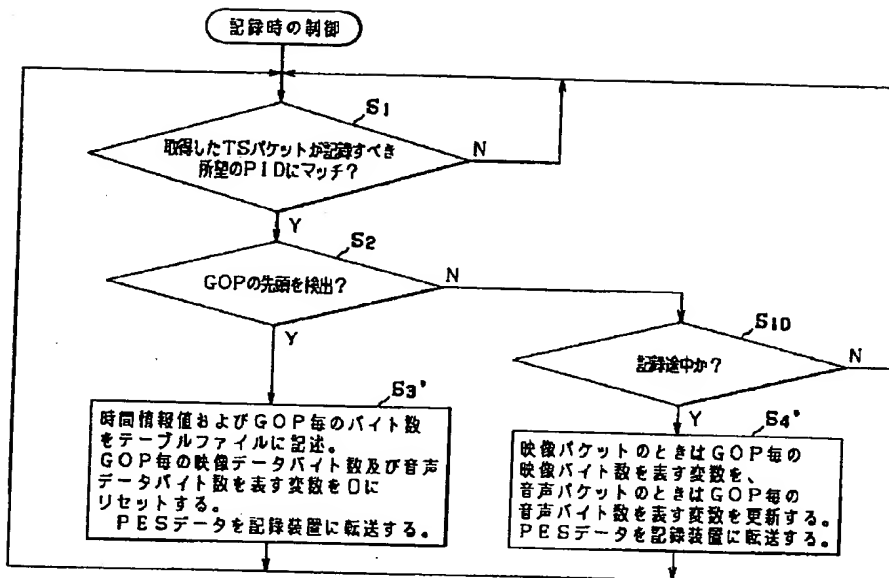 記録時の制御
S1
取得したTSパケットが記録すべき
所望のPIDにマッチ?
N
Y
S2
GOPの先頭を検出?
N
Y
S10
記録途中か?
N
Y
S3'
時間情報値およびGOP毎のバイト数
をテーブルファイルに記述。
GOP毎の映像データバイト数及び音声
データバイト数を表す変数を0に
リセットする。
PESデータを記録装置に転送する。
S4'
映像パケットのときはGOP毎の
映像バイト数を表す変数を、
音声パケットのときはGOP毎の
音声バイト数を表す変数を更新する。
PESデータを記録装置に転送する。